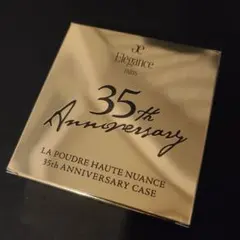 Elégance
PARIS
35th
Anniversary
LA POUDRE HAUTE NUANCE
35th ANNIVERSARY CASE